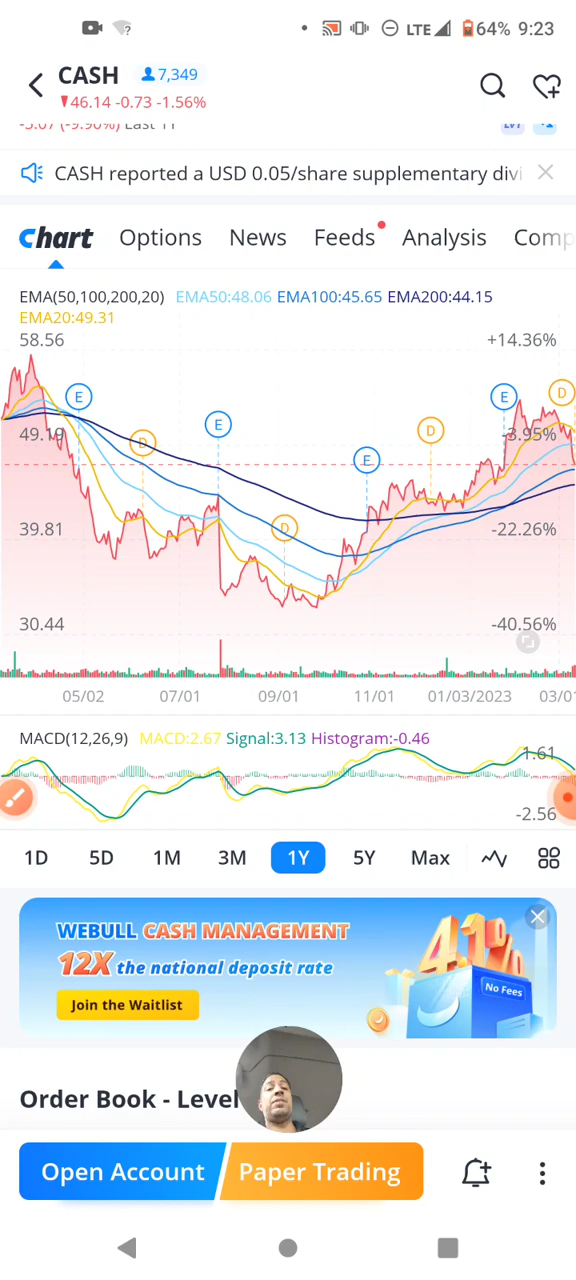 LTE 64% 9:23
CASH 7,349
46.14 -0.73 -1.56%
-5.07 (-9.90%) Last 1Y
CASH reported a USD 0.05/share supplementary divi
Chart Options News Feeds Analysis Comp
EMA(50,100,200,20) EMA50:48.06 EMA100:45.65 EMA200:44.15
EMA20:49.31
58.56 +14.36%
E E D
E D
49.19 D -3.95%
E
39.81 D -22.26%
30.44 -40.56%
05/02 07/01 09/01 11/01 01/03/2023 03/01
MACD(12,26,9) MACD:2.67 Signal:3.13 Histogram:-0.46
1.61
-2.56
1D 5D 1M 3M 1Y 5Y Max
WEBULL CASH MANAGEMENT
12X the national deposit rate
Join the Waitlist
4.1%
No Fees
Order Book - Level
Open Account Paper Trading